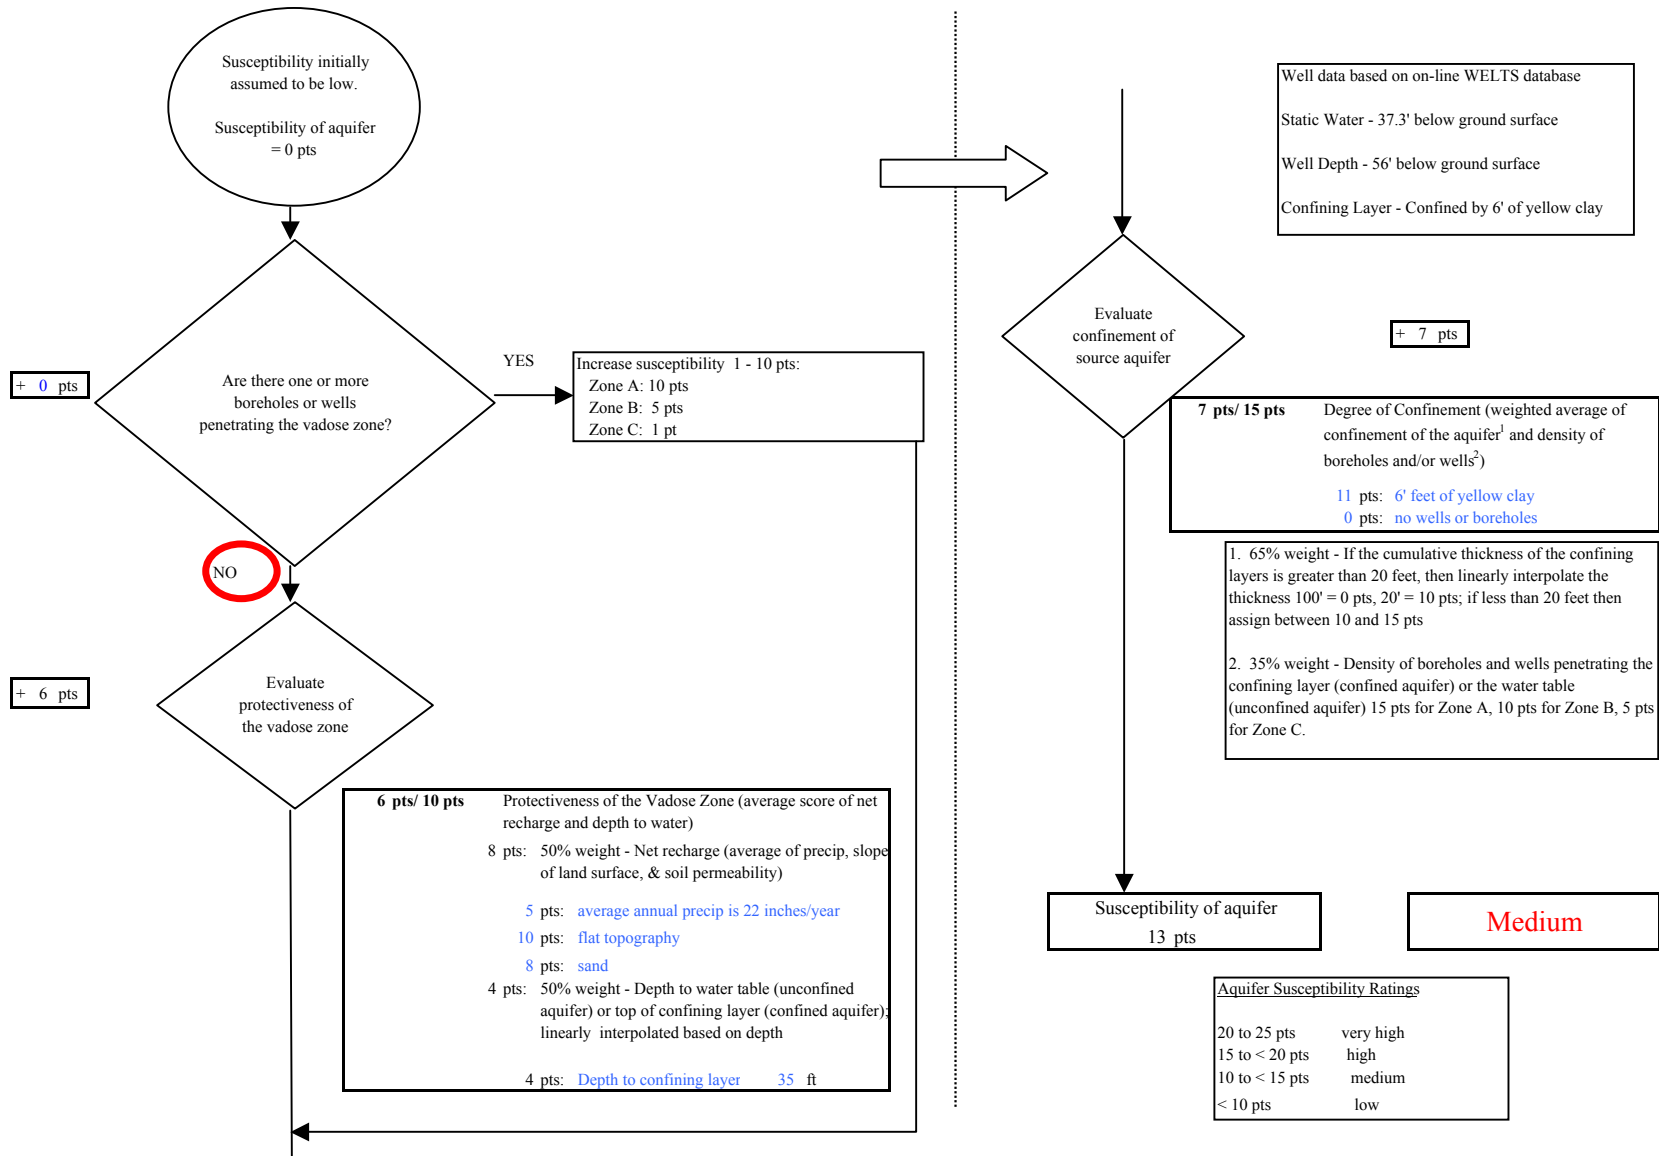 Susceptibility initially
assumed to be low.
Susceptibility of aquifer
= 0 pts
+ 0 pts
Are there one or more
boreholes or wells
penetrating the vadose zone?
YES
Increase susceptibility 1 - 10 pts:
Zone A: 10 pts
Zone B: 5 pts
Zone C: 1 pt
NO
+ 6 pts
Evaluate
protectiveness of
the vadose zone
6 pts/ 10 pts Protectiveness of the Vadose Zone (average score of net
recharge and depth to water)
8 pts: 50% weight - Net recharge (average of precip, slope
of land surface, & soil permeability)
5 pts: average annual precip is 22 inches/year
10 pts: flat topography
8 pts: sand
4 pts: 50% weight - Depth to water table (unconfined
aquifer) or top of confining layer (confined aquifer);
linearly interpolated based on depth
4 pts: Depth to confining layer 35 ft
Well data based on on-line WELTS database
Static Water - 37.3' below ground surface
Well Depth - 56' below ground surface
Confining Layer - Confined by 6' of yellow clay
Evaluate
confinement of
source aquifer
+ 7 pts
7 pts/ 15 pts Degree of Confinement (weighted average of
confinement of the aquifer1 and density of
boreholes and/or wells2)
11 pts: 6' feet of yellow clay
0 pts: no wells or boreholes
1. 65% weight - If the cumulative thickness of the confining
layers is greater than 20 feet, then linearly interpolate the
thickness 100' = 0 pts, 20' = 10 pts; if less than 20 feet then
assign between 10 and 15 pts
2. 35% weight - Density of boreholes and wells penetrating the
confining layer (confined aquifer) or the water table
(unconfined aquifer) 15 pts for Zone A, 10 pts for Zone B, 5 pts
for Zone C.
Susceptibility of aquifer
13 pts
Medium
Aquifer Susceptibility Ratings
20 to 25 pts very high
15 to < 20 pts high
10 to < 15 pts medium
< 10 pts low